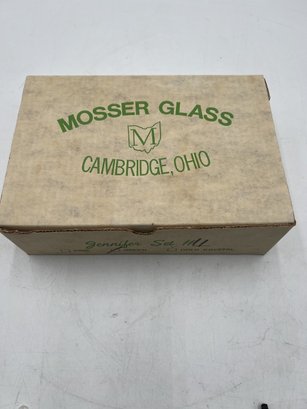 MOSSER GLASS
M
CAMBRIDGE, OHIO
Jennifer Set